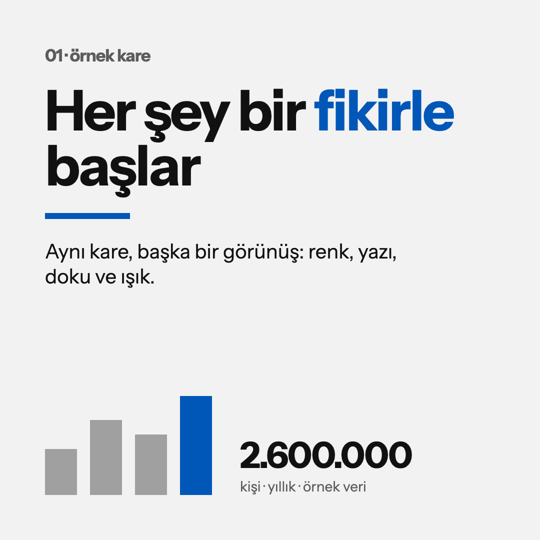 01 · örnek kare
Her şey bir fikirle
başlar
Aynı kare, başka bir görünüş: renk, yazı,
doku ve ışık.
2.600.000
kişi · yıllık · örnek veri